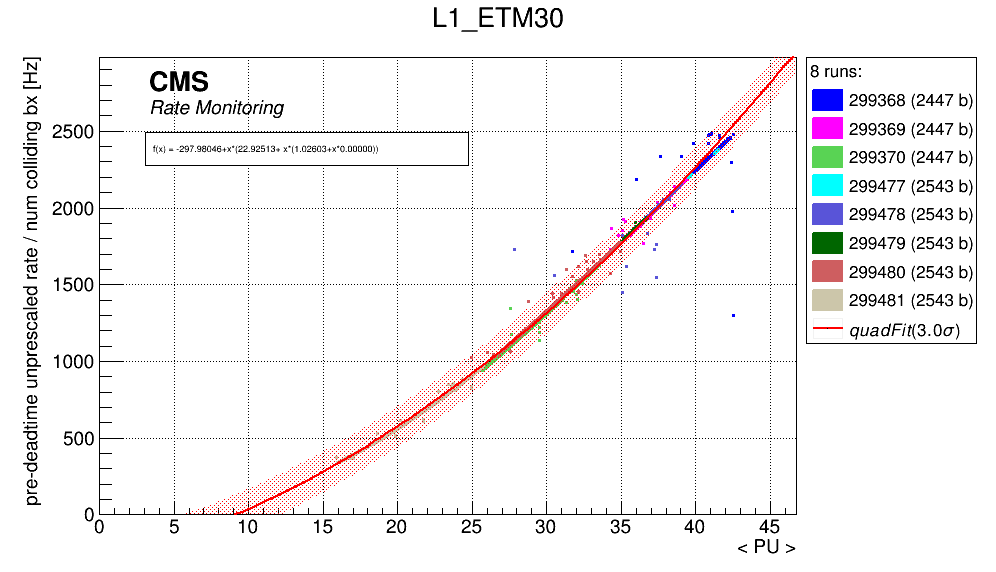 L1_ETM30
pre-deadtime unprescaled rate / num colliding bx [Hz]
CMS
Rate Monitoring
f(x) = -297.98046+x*(22.92513+ x*(1.02603+x*0.00000))
2500
2000
1500
1000
500
0
0 5 10 15 20 25 30 35 40 45
< PU >
8 runs:
299368 (2447 b)
299369 (2447 b)
299370 (2447 b)
299477 (2543 b)
299478 (2543 b)
299479 (2543 b)
299480 (2543 b)
299481 (2543 b)
quadFit(3.0σ)